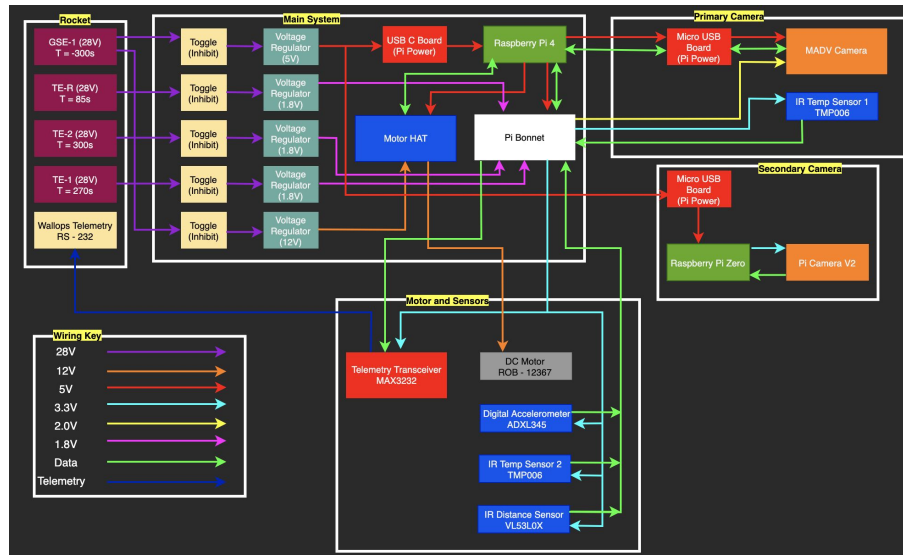 Rocket
GSE-1 (28V)
T = -300s
TE-R (28V)
T = 85s
TE-2 (28V)
T = 300s
TE-1 (28V)
T = 270s
Wallops Telemetry
RS - 232
Main System
Toggle
(Inhibit)
Voltage
Regulator
(5V)
USB C Board
(Pi Power)
Raspberry Pi 4
Toggle
(Inhibit)
Voltage
Regulator
(1.8V)
Motor HAT
Pi Bonnet
Toggle
(Inhibit)
Voltage
Regulator
(1.8V)
Toggle
(Inhibit)
Voltage
Regulator
(1.8V)
Toggle
(Inhibit)
Voltage
Regulator
(12V)
Primary Camera
Micro USB
Board
(Pi Power)
MADV Camera
IR Temp Sensor 1
TMP006
Secondary Camera
Micro USB
Board
(Pi Power)
Raspberry Pi Zero
Pi Camera V2
Motor and Sensors
Telemetry Transceiver
MAX3232
DC Motor
ROB - 12367
Digital Accelerometer
ADXL345
IR Temp Sensor 2
TMP006
IR Distance Sensor
VL53L0X
Wiring Key
28V
12V
5V
3.3V
2.0V
1.8V
Data
Telemetry